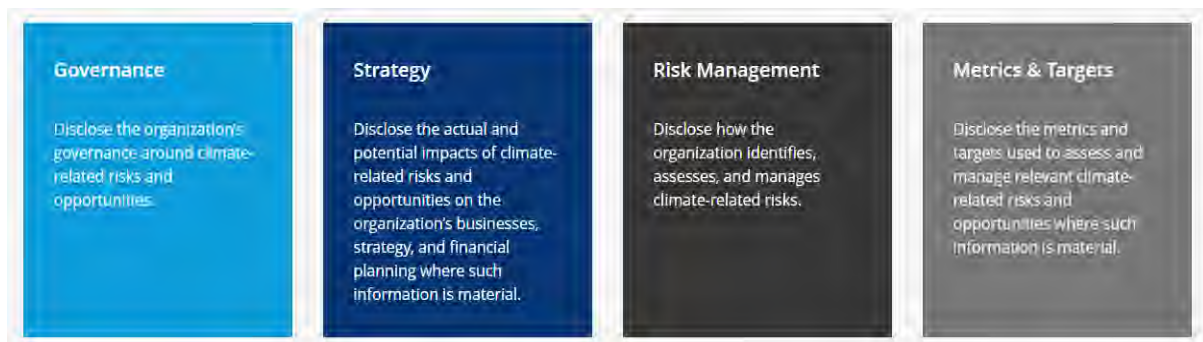 Governance
Disclose the organization's
governance around climate-
related risks and
opportunities.
Strategy
Disclose the actual and
potential impacts of climate-
related risks and
opportunities on the
organization's businesses,
strategy, and financial
planning where such
information is material.
Risk Management
Disclose how the
organization identifies,
assesses, and manages
climate-related risks.
Metrics & Targets
Disclose the metrics and
targets used to assess and
manage relevant climate-
related risks and
opportunities where such
information is material.